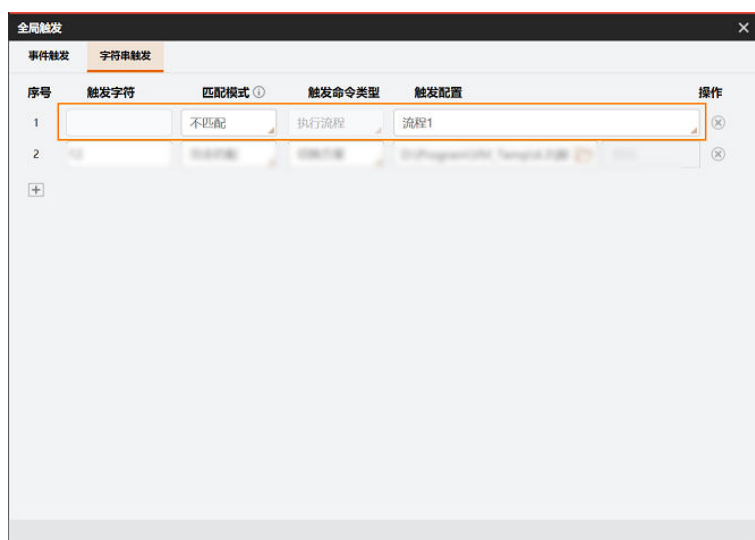 全局触发
事件触发 字符串触发
序号 触发字符 匹配模式 触发命令类型 触发配置 操作
1 不匹配 执行流程 流程1
2